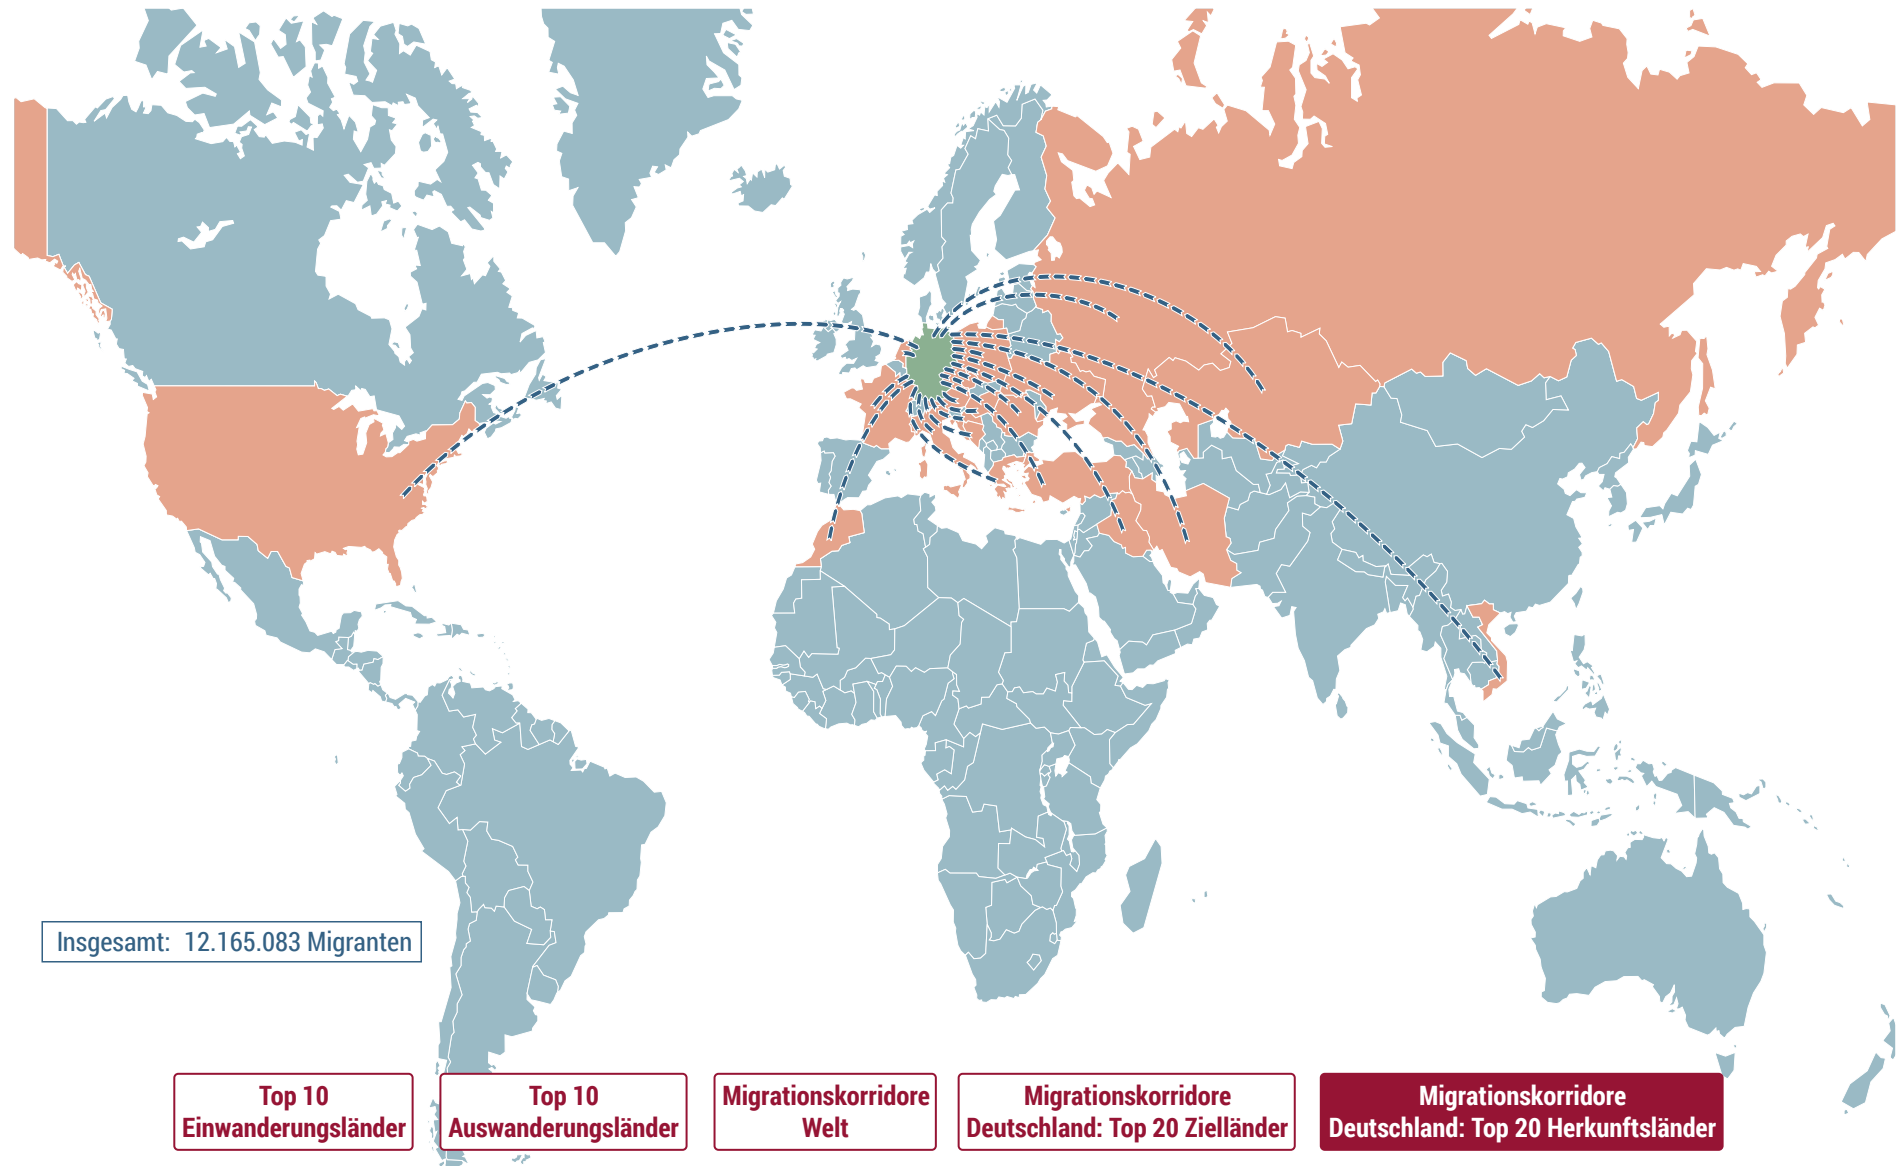 Insgesamt: 12.165.083 Migranten
Top 10
Einwanderungsländer
Top 10
Auswanderungsländer
Migrationskorridore
Welt
Migrationskorridore
Deutschland: Top 20 Zielländer
Migrationskorridore
Deutschland: Top 20 Herkunftsländer